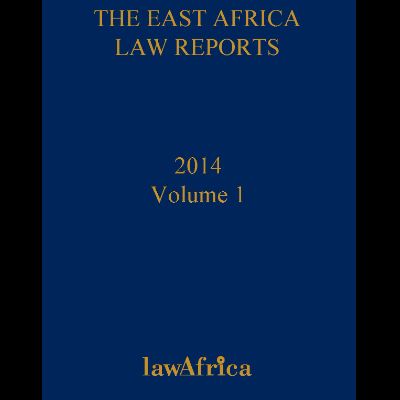 THE EAST AFRICA
LAW REPORTS
2014
Volume 1
lawAfrica